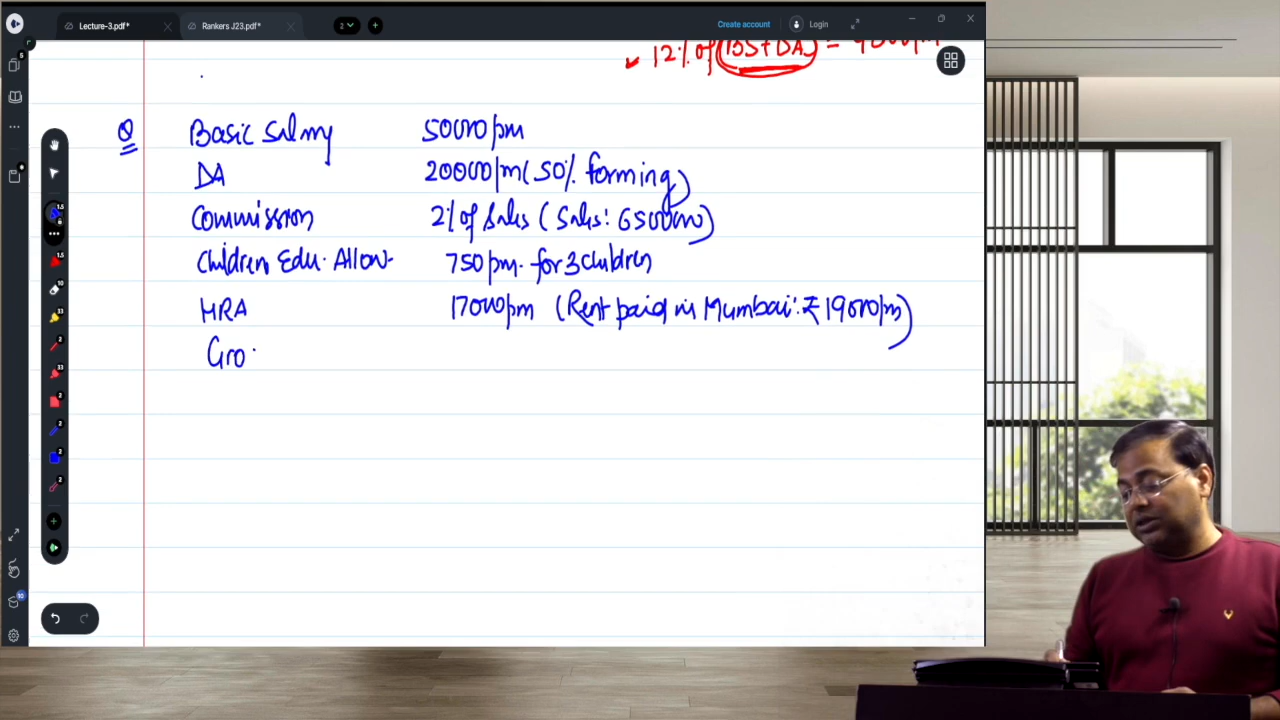 Lecture-3.pdf*
Rankers J23.pdf*
2
Create account
Login
12% of (BS+DA) =
Q
Basic Salary 50000 pm
DA 20000 pm (50% forming)
Commission 2% of Sales (Sales: 6500000)
Children Edu. Allow. 750 pm. for 3 children
HRA 17000 pm (Rent paid in Mumbai: ₹ 19000 pm)
Gro